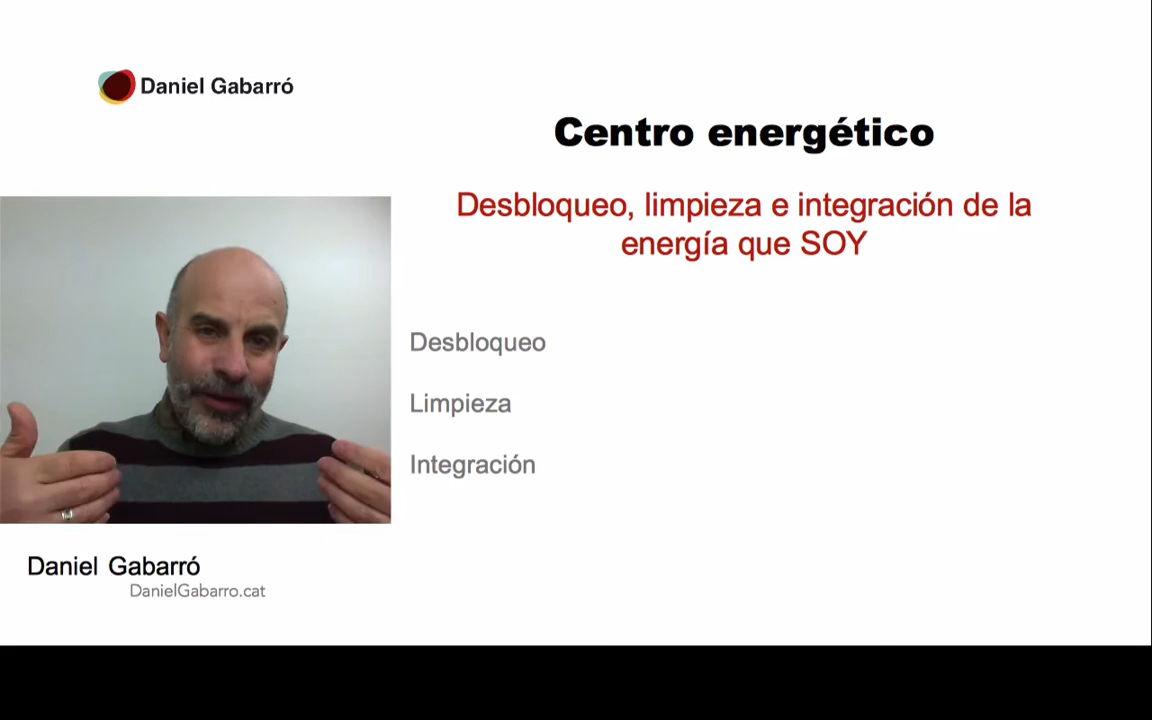 Daniel Gabarró
Centro energético
Desbloqueo, limpieza e integración de la
energía que SOY
Desbloqueo
Limpieza
Integración
Daniel Gabarró
DanielGabarro.cat